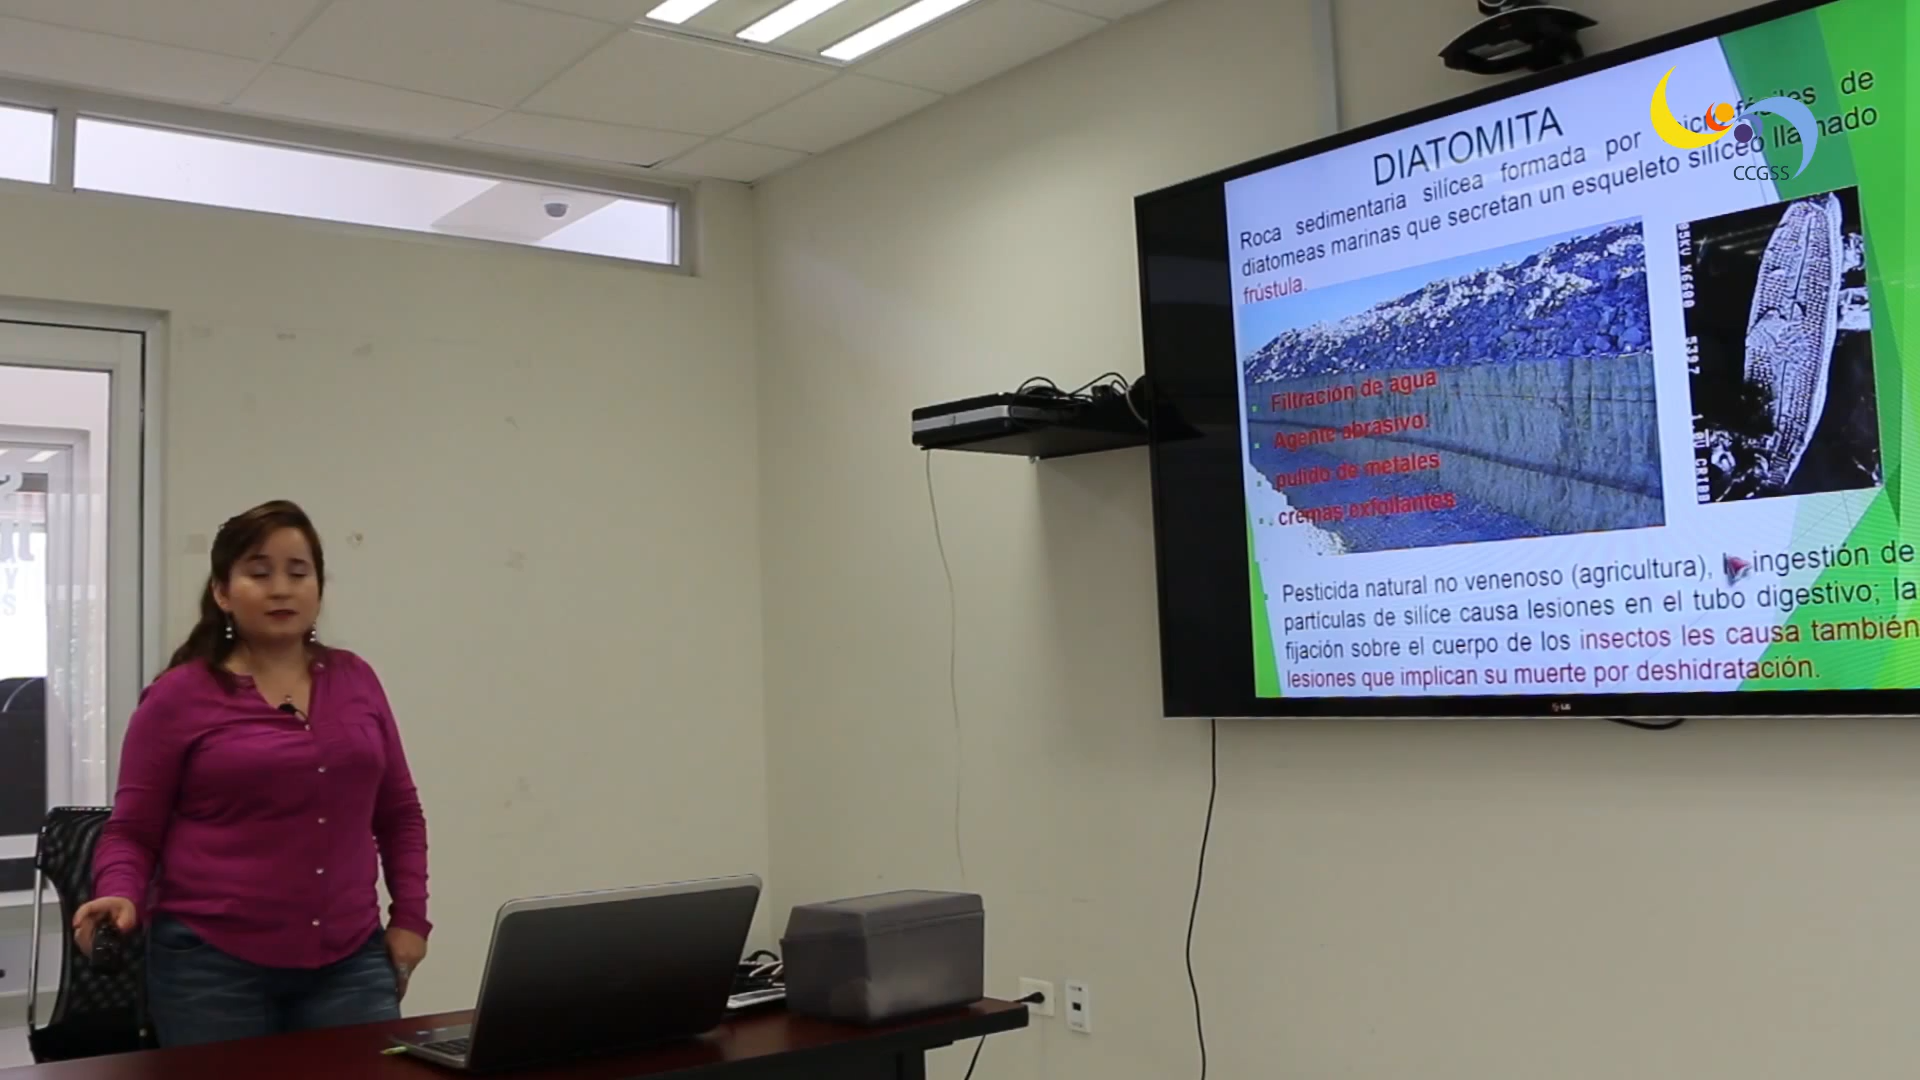 DIATOMITA
Roca sedimentaria silícea formada por de
diatomeas marinas que secretan un esqueleto silíceo llamado
frústula.
Filtración de agua
Agente abrasivo:
pulido de metales
cremas exfoliantes
Pesticida natural no venenoso (agricultura), ingestión de
partículas de silíce causa lesiones en el tubo digestivo; la
fijación sobre el cuerpo de los insectos les causa también
lesiones que implican su muerte por deshidratación.
CCGSS
LG